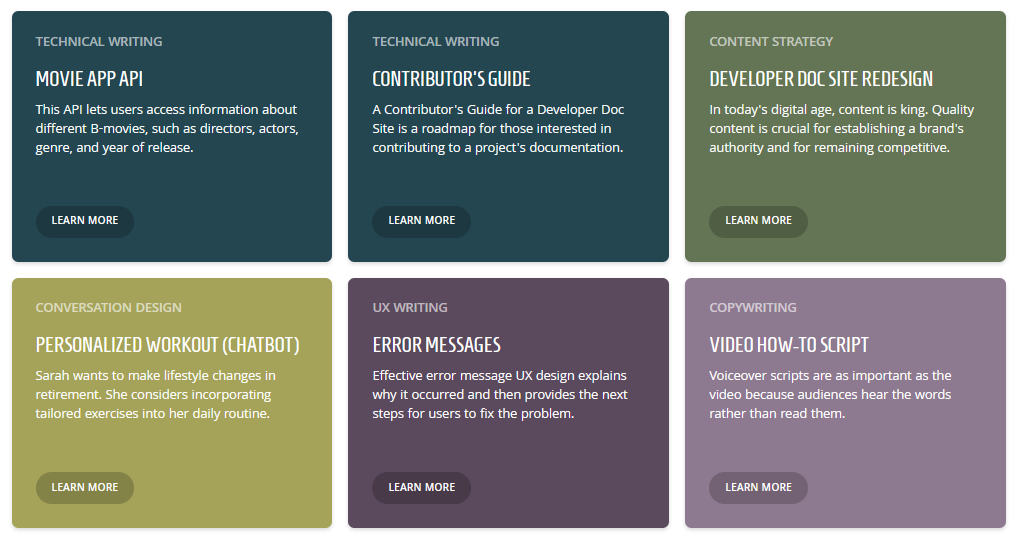 TECHNICAL WRITING
MOVIE APP API
This API lets users access information about
different B-movies, such as directors, actors,
genre, and year of release.
LEARN MORE
TECHNICAL WRITING
CONTRIBUTOR'S GUIDE
A Contributor's Guide for a Developer Doc
Site is a roadmap for those interested in
contributing to a project's documentation.
LEARN MORE
CONTENT STRATEGY
DEVELOPER DOC SITE REDESIGN
In today's digital age, content is king. Quality
content is crucial for establishing a brand's
authority and for remaining competitive.
LEARN MORE
CONVERSATION DESIGN
PERSONALIZED WORKOUT (CHATBOT)
Sarah wants to make lifestyle changes in
retirement. She considers incorporating
tailored exercises into her daily routine.
LEARN MORE
UX WRITING
ERROR MESSAGES
Effective error message UX design explains
why it occurred and then provides the next
steps for users to fix the problem.
LEARN MORE
COPYWRITING
VIDEO HOW-TO SCRIPT
Voiceover scripts are as important as the
video because audiences hear the words
rather than read them.
LEARN MORE